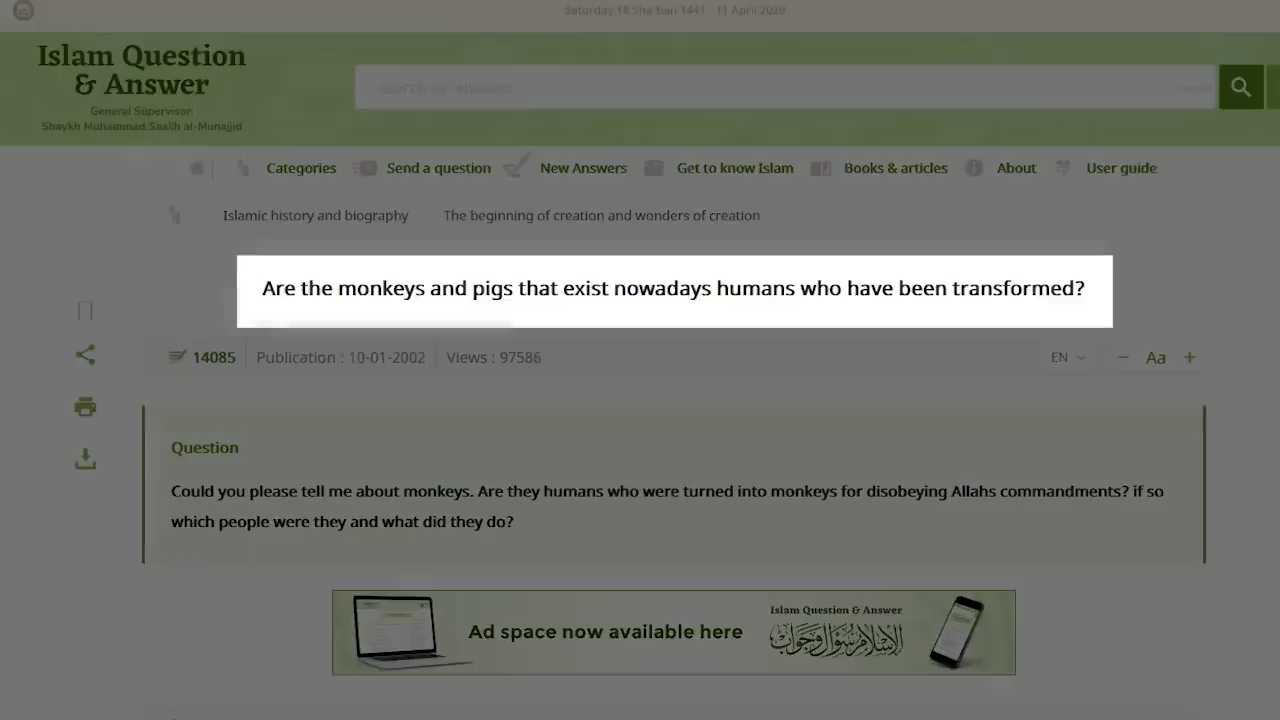 Saturday 18 Sha'ban 1441 - 11 April 2020
Islam Question
& Answer
General Supervisor:
Shaykh Muhammad Saalih al-Munajjid
search for answers
Categories
Send a question
New Answers
Get to know Islam
Books & articles
About
User guide
Islamic history and biography
The beginning of creation and wonders of creation
Are the monkeys and pigs that exist nowadays humans who have been transformed?
14085 Publication : 10-01-2002 Views : 97586 EN − Aa +
Question
Could you please tell me about monkeys. Are they humans who were turned into monkeys for disobeying Allahs commandments? if so
which people were they and what did they do?
Ad space now available here
Islam Question & Answer
الإسلام سؤال وجواب